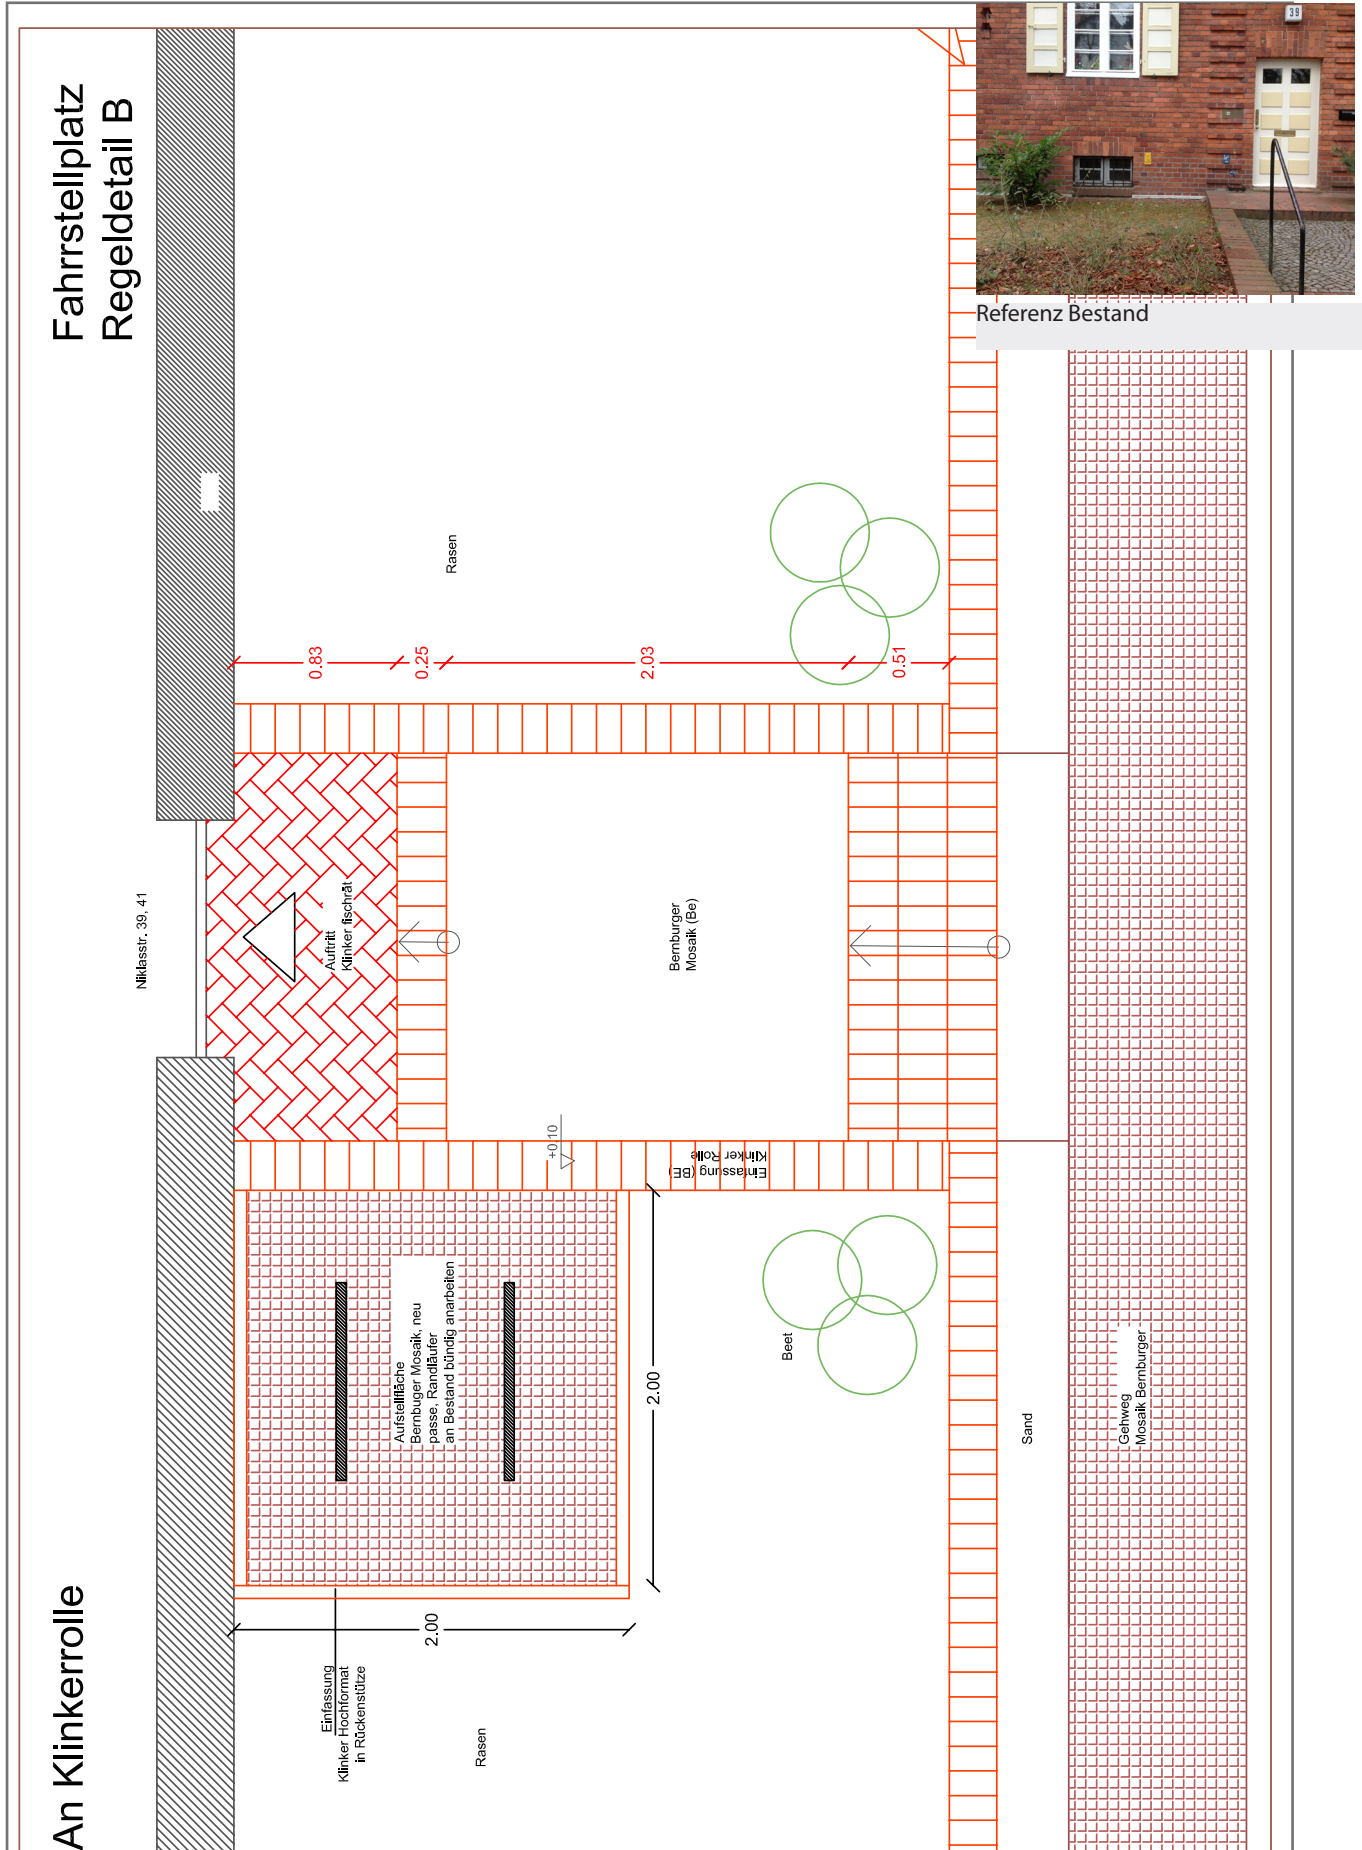 An Klinkerrolle
Fahrrstellplatz
Regeldetail B
39
Referenz Bestand
Niklasstr. 39, 41
Rasen
0.83
0.25
2.03
0.51
Auftritt
Klinker fischrät
Bernburger
Mosaik (Be)
+0.10
Einfassung (BE)
Klinker Rolle
Aufstellfläche
Bernbuger Mosaik, neu
passe, Randläufer
an Bestand bündig anarbeiten
2.00
2.00
Einfassung
Klinker Hochformat
in Rückenstütze
Rasen
Beet
Sand
Gehweg
Mosaik Bernburger